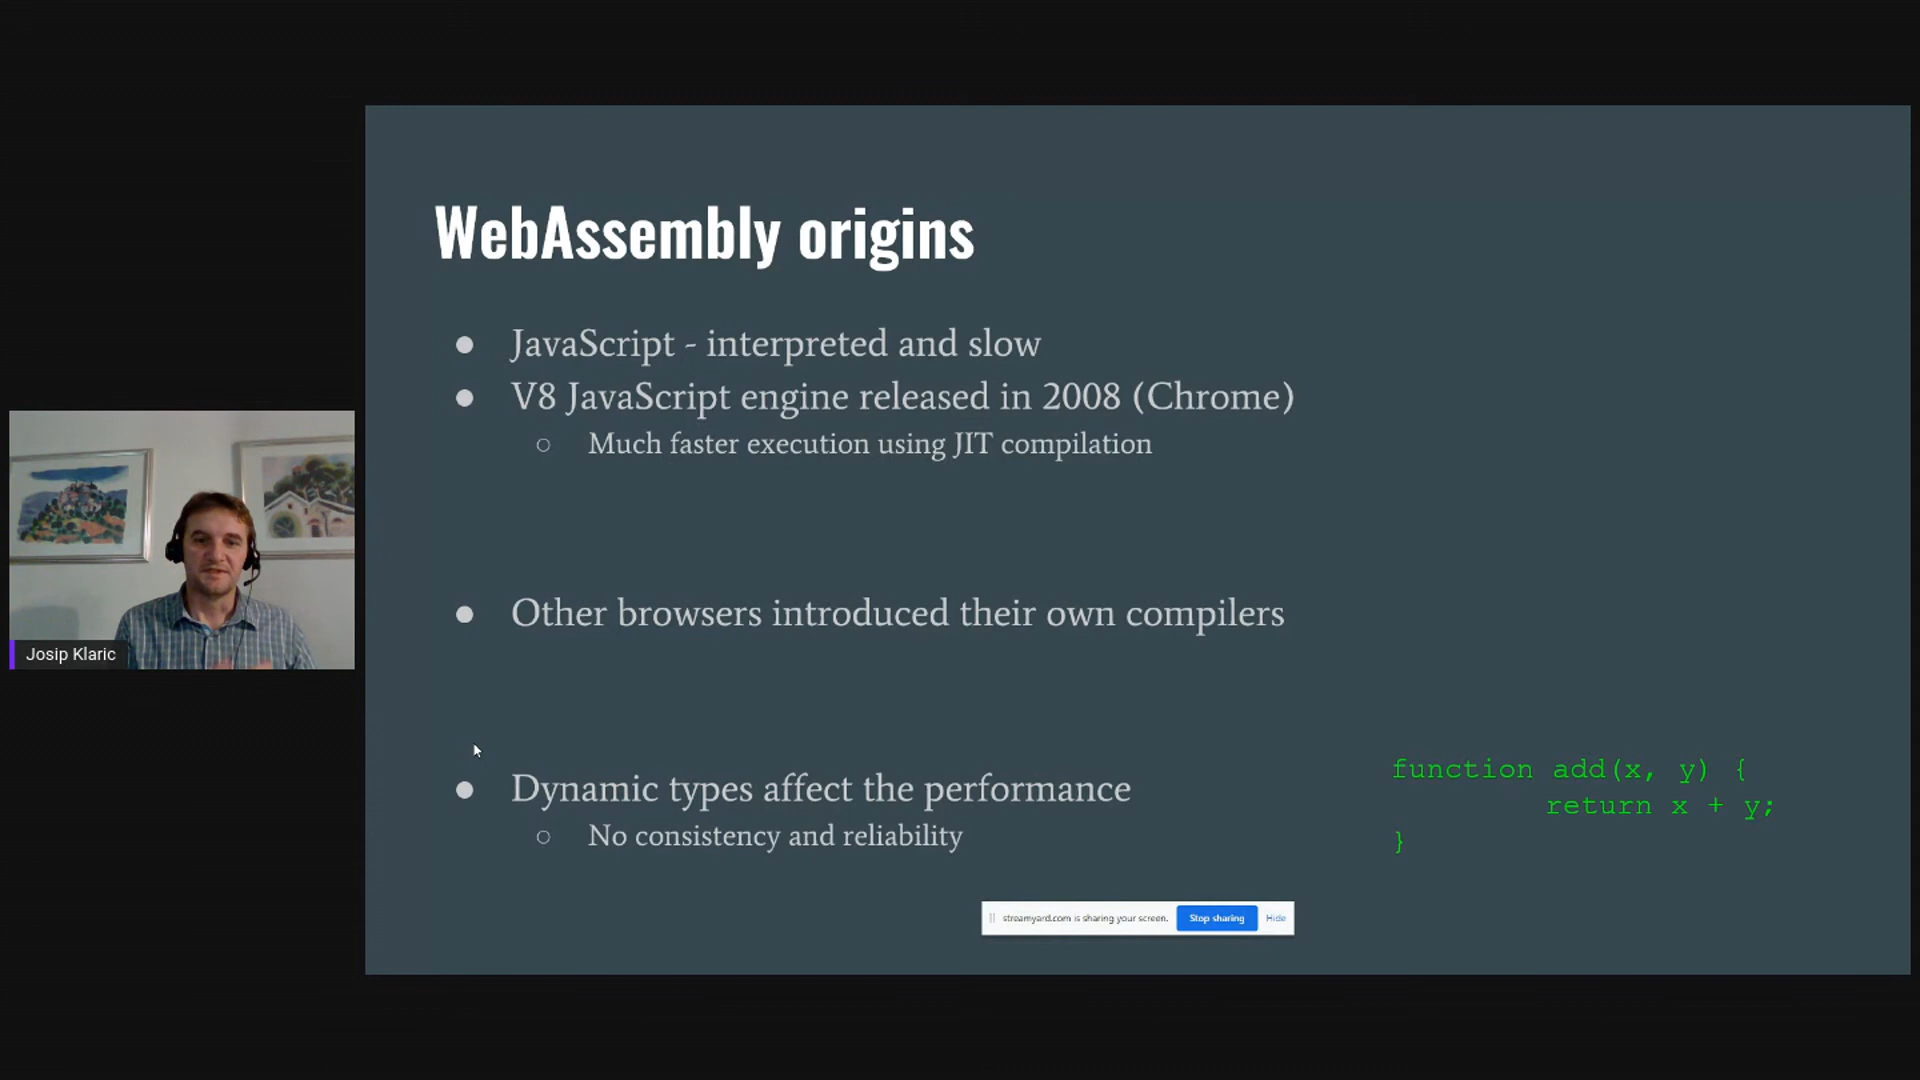 WebAssembly origins
JavaScript - interpreted and slow
V8 JavaScript engine released in 2008 (Chrome)
Much faster execution using JIT compilation
Other browsers introduced their own compilers
Dynamic types affect the performance
No consistency and reliability
function add(x, y) {
return x + y;
}
Josip Klaric
streamyard.com is sharing your screen. Stop sharing Hide